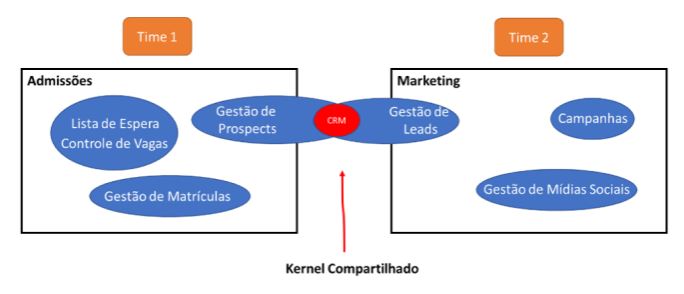 Time 1
Time 2
Admissões
Marketing
Lista de Espera
Controle de Vagas
Gestão de
Prospects
CRM
Gestão de
Leads
Campanhas
Gestão de Matrículas
Gestão de Mídias Sociais
Kernel Compartilhado